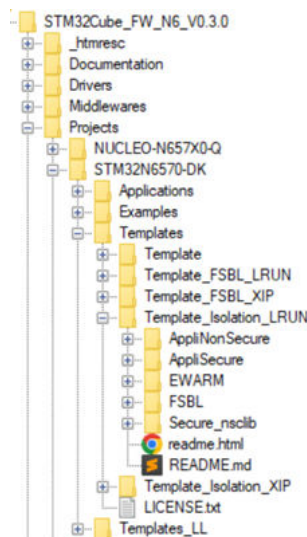 STM32Cube_FW_N6_V0.3.0
_htmresc
Documentation
Drivers
Middlewares
Projects
NUCLEO-N657X0-Q
STM32N6570-DK
Applications
Examples
Templates
Template
Template_FSBL_LRUN
Template_FSBL_XIP
Template_Isolation_LRUN
AppliNonSecure
AppliSecure
EWARM
FSBL
Secure_nsclib
readme.html
README.md
Template_Isolation_XIP
LICENSE.txt
Templates_LL